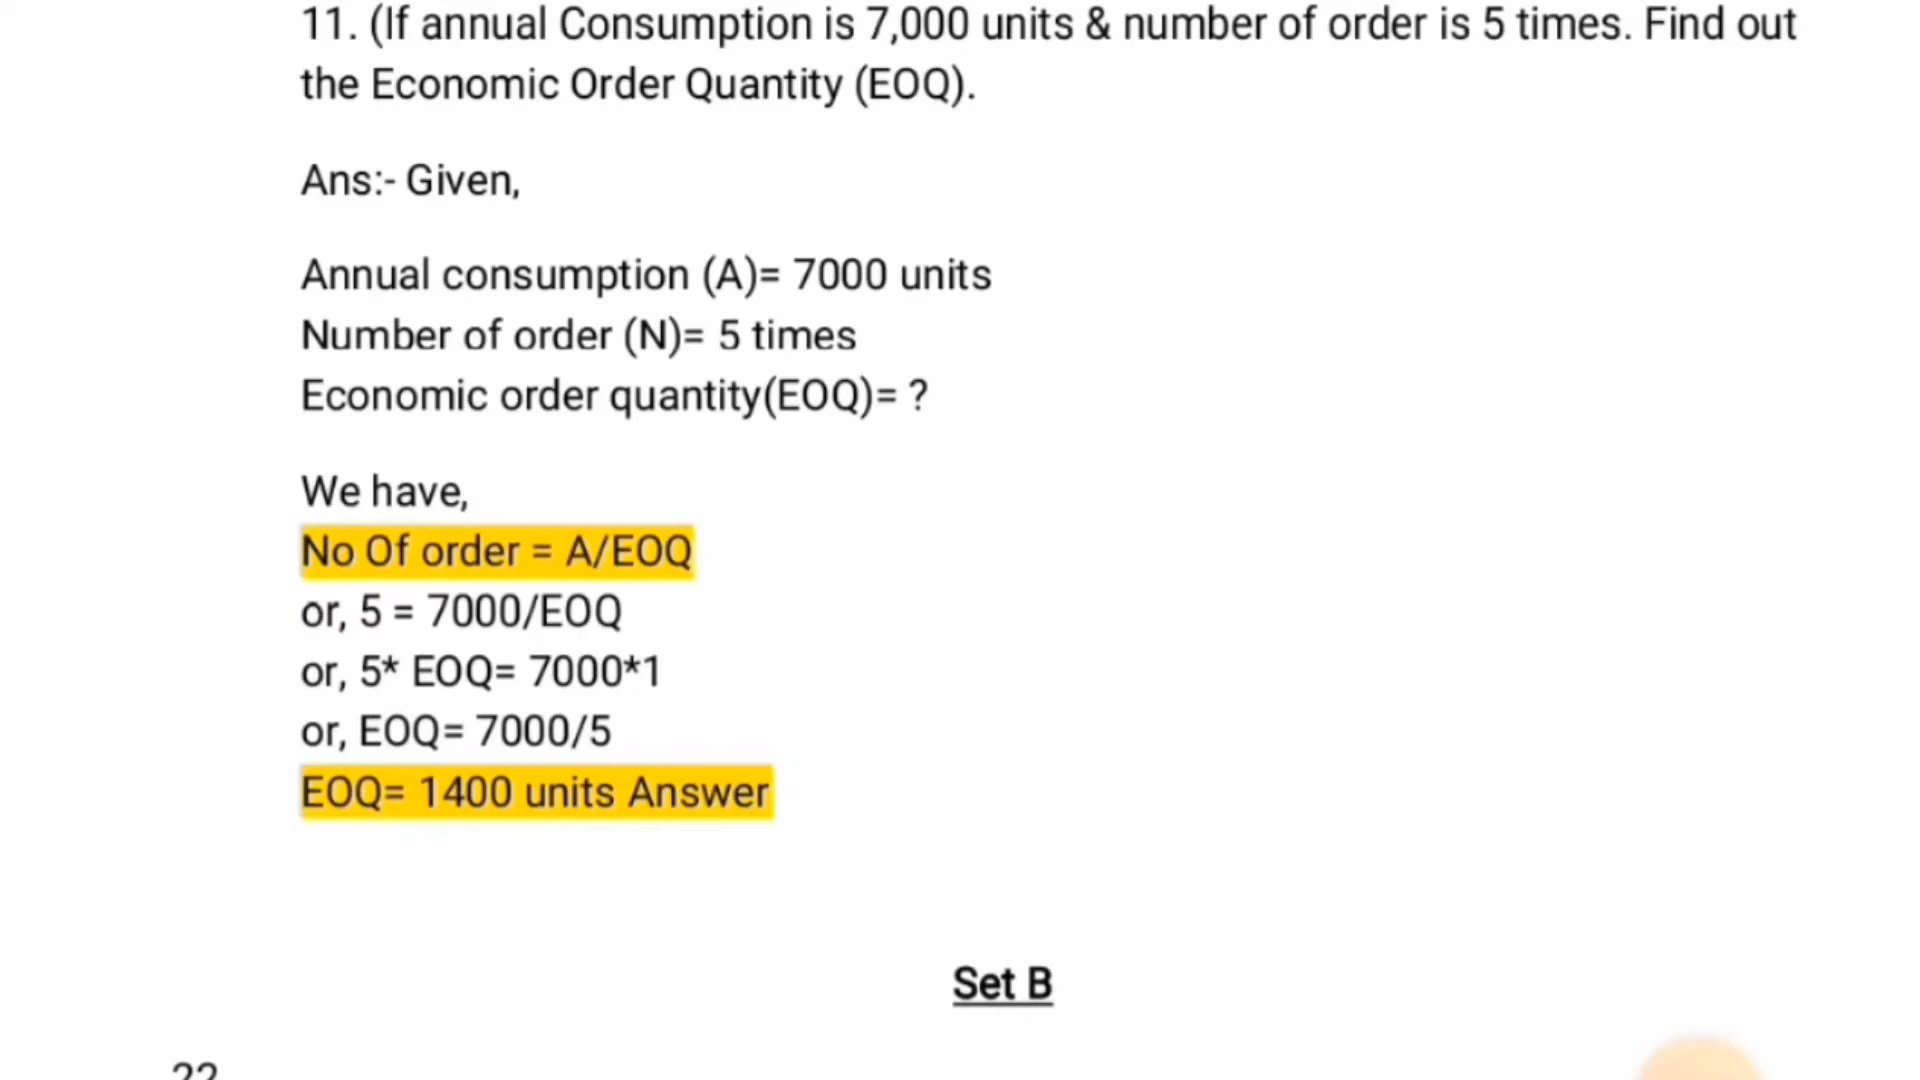 11. (If annual Consumption is 7,000 units & number of order is 5 times. Find out
the Economic Order Quantity (EOQ).
Ans:- Given,
Annual consumption (A)= 7000 units
Number of order (N)= 5 times
Economic order quantity(EOQ)= ?
We have,
No Of order = A/EOQ
or, 5 = 7000/EOQ
or, 5* EOQ= 7000*1
or, EOQ= 7000/5
EOQ= 1400 units Answer
Set B
22